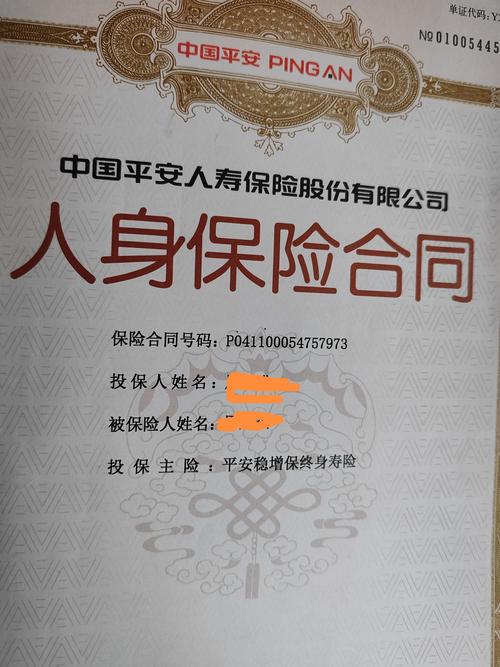 单证代码：Y
№01005445
中国平安 PING AN
中国平安人寿保险股份有限公司
人身保险合同
保险合同号码：P041100054757973
投保人姓名：
被保险人姓名：
投保主险：平安稳增保终身寿险